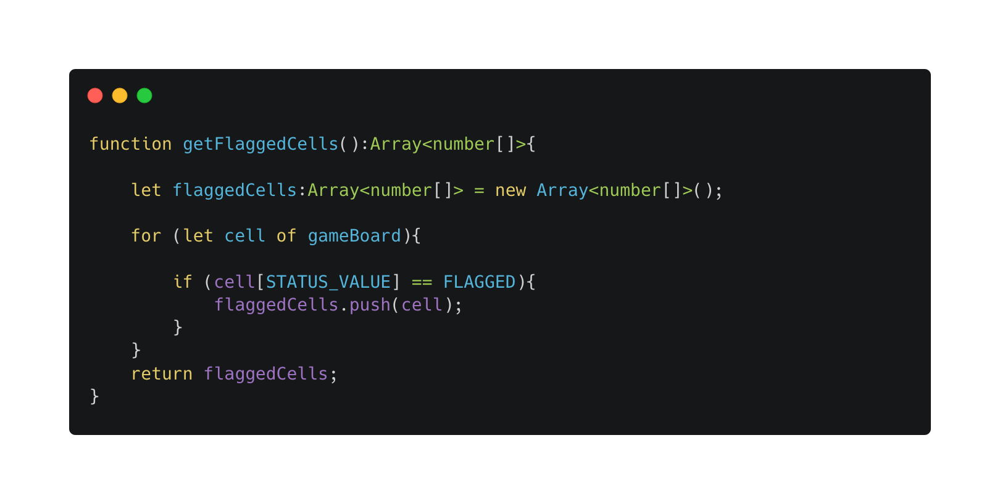 function getFlaggedCells():Array<number[]>{
    let flaggedCells:Array<number[]> = new Array<number[]>();
    for (let cell of gameBoard){
        if (cell[STATUS_VALUE] == FLAGGED){
            flaggedCells.push(cell);
        }
    }
    return flaggedCells;
}